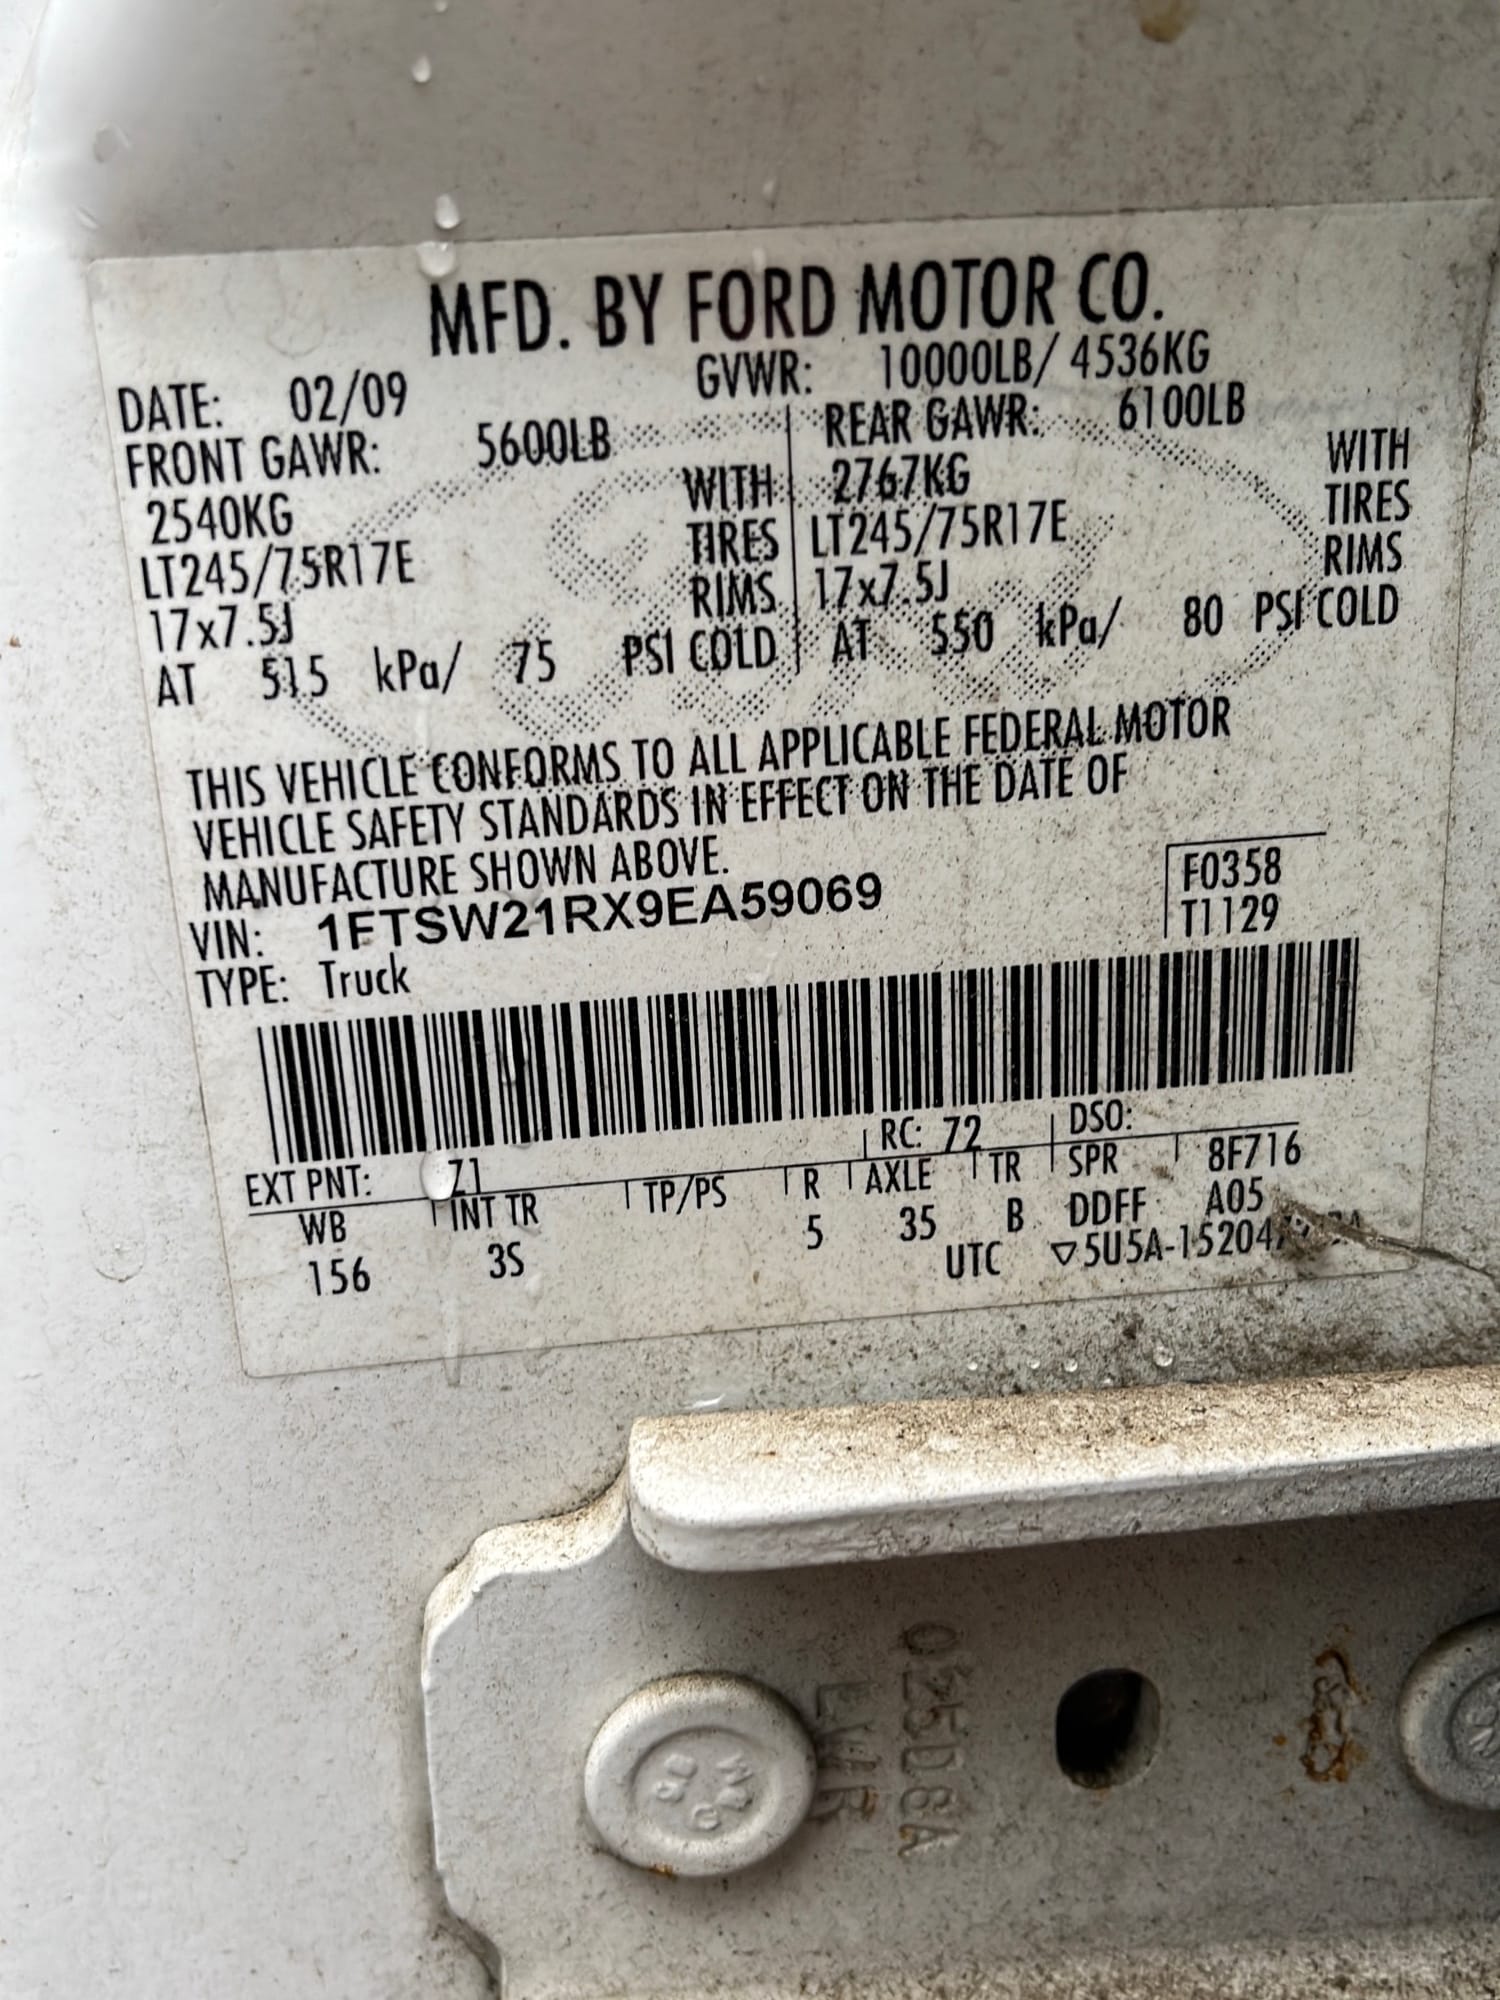 MFD. BY FORD MOTOR CO.
DATE: 02/09 GVWR: 10000LB/ 4536KG
FRONT GAWR: 5600LB REAR GAWR: 6100LB
2540KG WITH 2767KG WITH
LT245/75R17E TIRES LT245/75R17E TIRES
17x7.5J RIMS 17x7.5J RIMS
AT 515 kPa/ 75 PSI COLD AT 550 kPa/ 80 PSI COLD
THIS VEHICLE CONFORMS TO ALL APPLICABLE FEDERAL MOTOR
VEHICLE SAFETY STANDARDS IN EFFECT ON THE DATE OF
MANUFACTURE SHOWN ABOVE.
F0358
VIN: 1FTSW21RX9EA59069
T1129
TYPE: Truck
EXT PNT: Z1 RC: 72 DSO:
WB INT TR TP/PS R AXLE TR SPR 8F716
156 3S 5 35 B DDFF A05
UTC ▽5U5A-15204